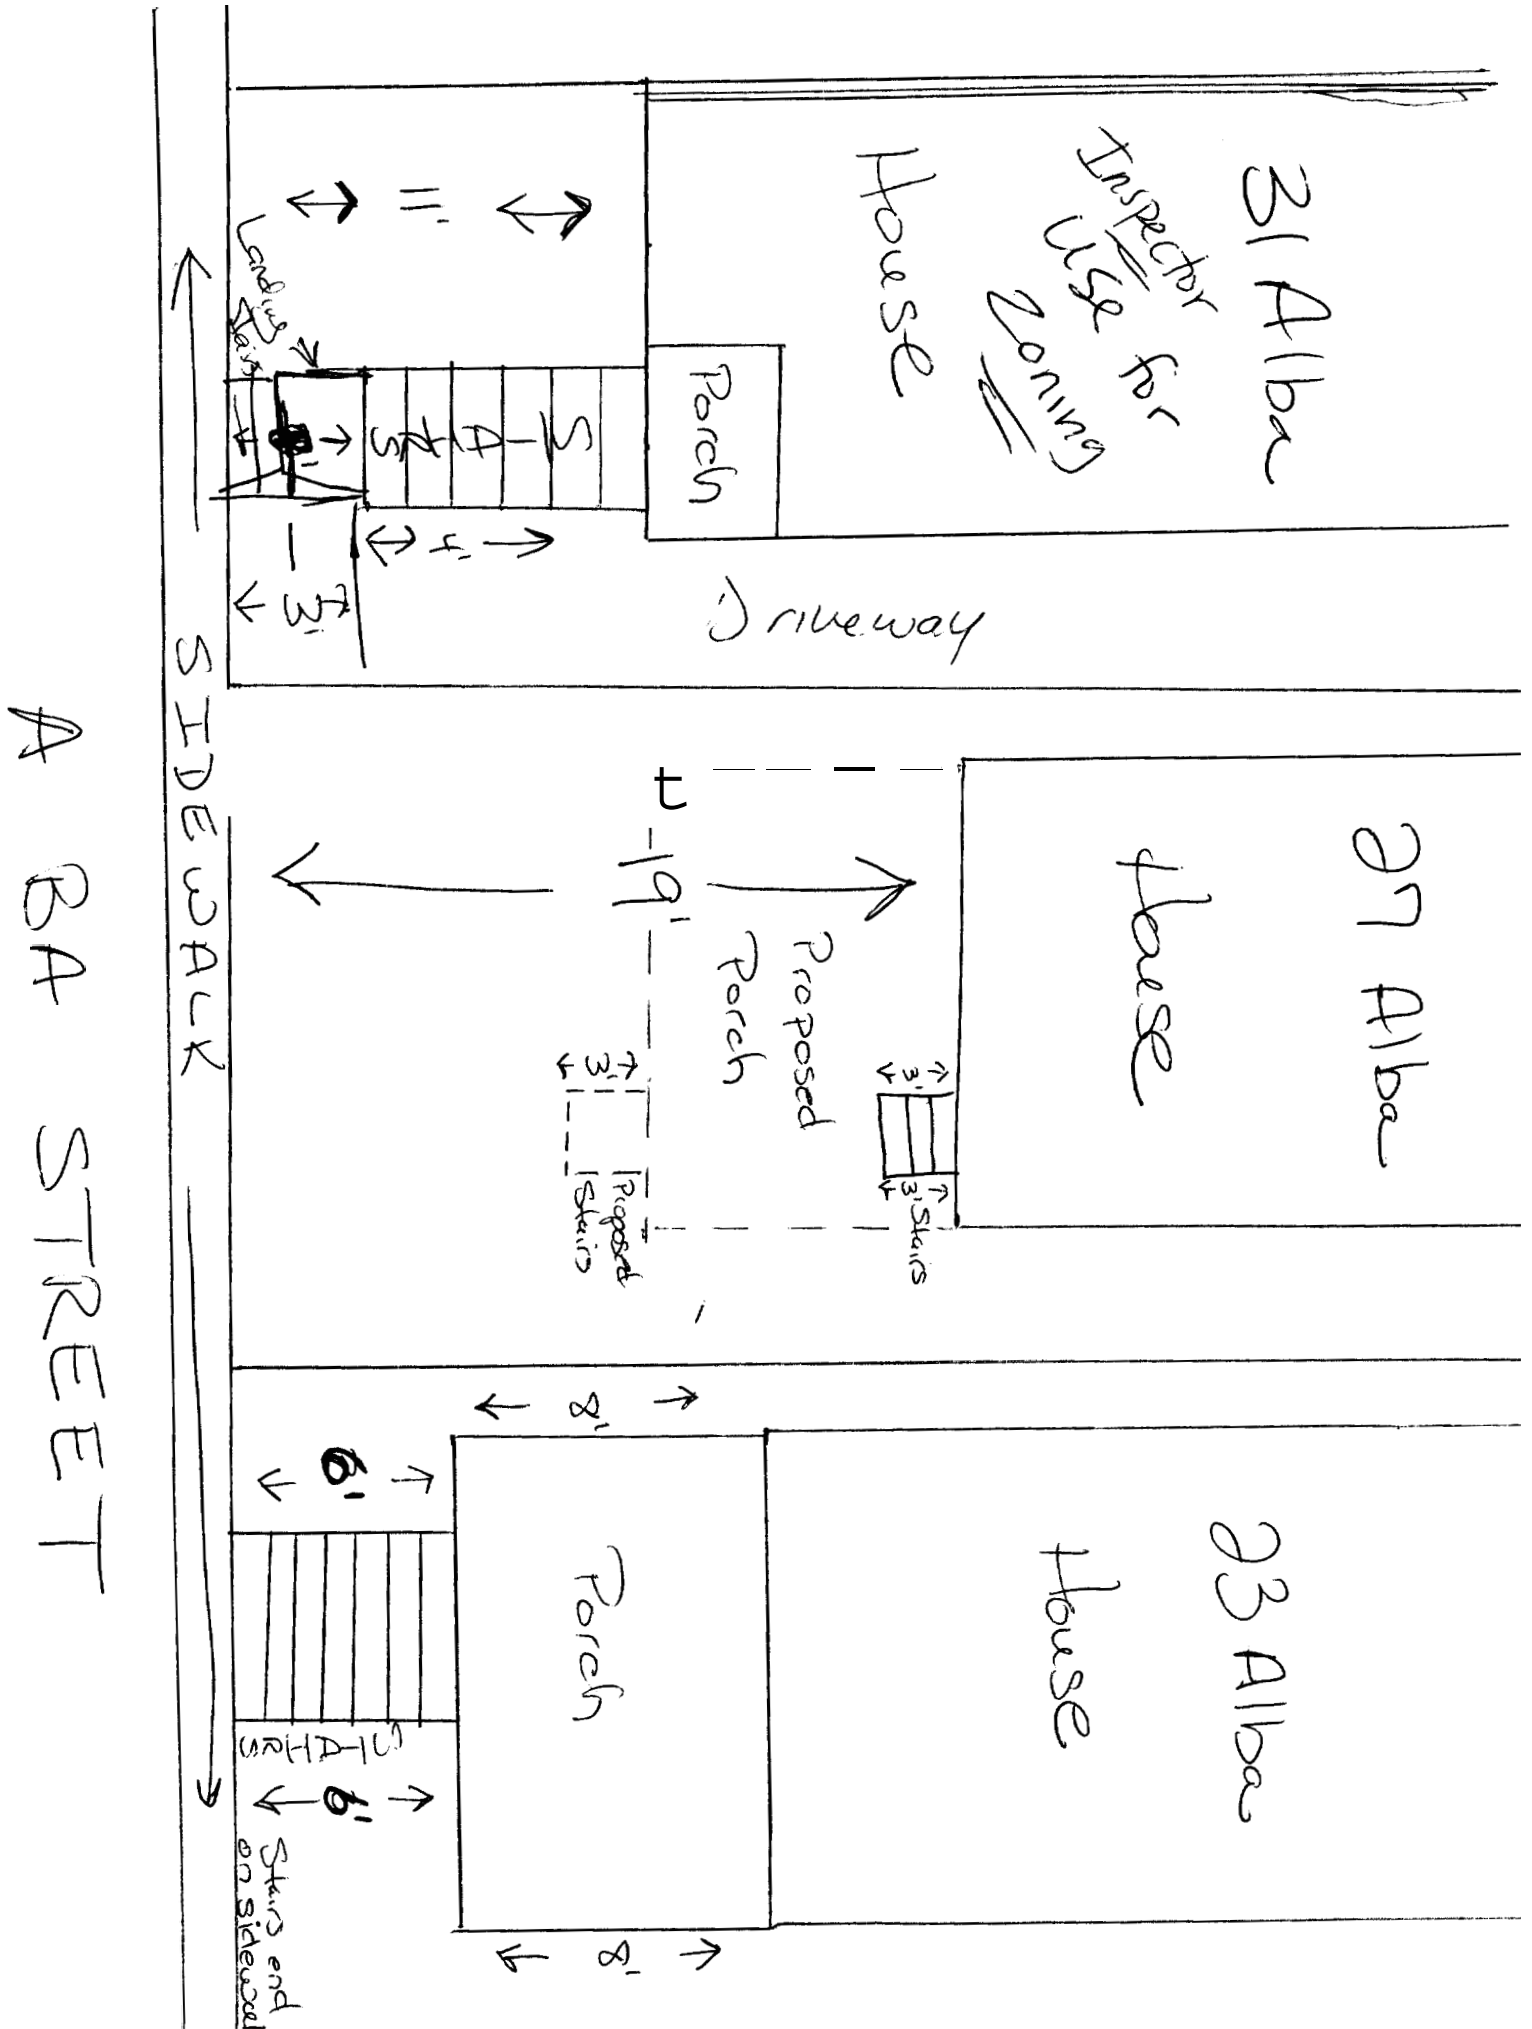 31 Alba
Inspector
Use for
Zoning
House
Porch
11'
Landing
Stairs
STAIRS
4'
3'
Driveway
27 Alba
House
3'
3' Stairs
Proposed
Porch
t
19'
3'
Proposed
Stairs
23 Alba
House
8'
Porch
8'
6'
STAIRS
6'
Stairs end
on sidewal
SIDEWALK
A BA STREET